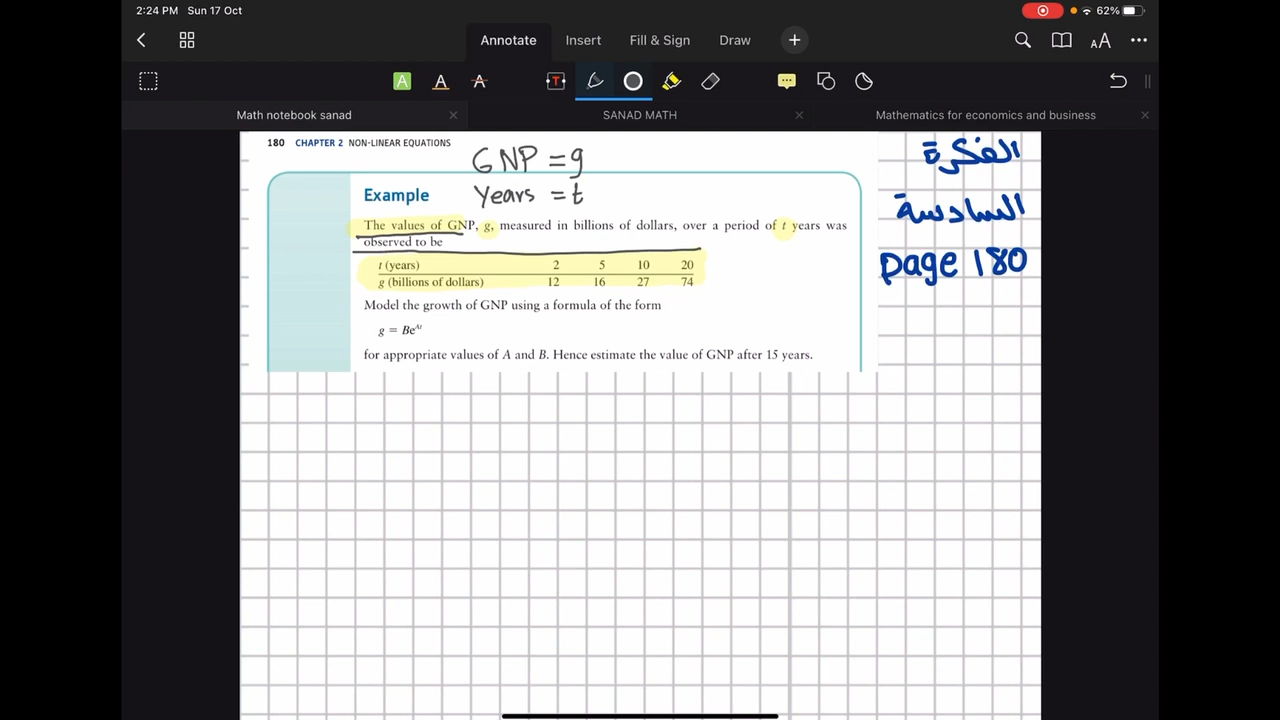 2:24 PM Sun 17 Oct
62%
Annotate Insert Fill & Sign Draw
Math notebook sanad
SANAD MATH
Mathematics for economics and business
180 CHAPTER 2 NON-LINEAR EQUATIONS
GNP = g
Years = t
Example
The values of GNP, g, measured in billions of dollars, over a period of t years was
observed to be
t (years) 2 5 10 20
g (billions of dollars) 12 16 27 74
Model the growth of GNP using a formula of the form
g = Be^{At}
for appropriate values of A and B. Hence estimate the value of GNP after 15 years.
الفكرة
السادسة
page 180